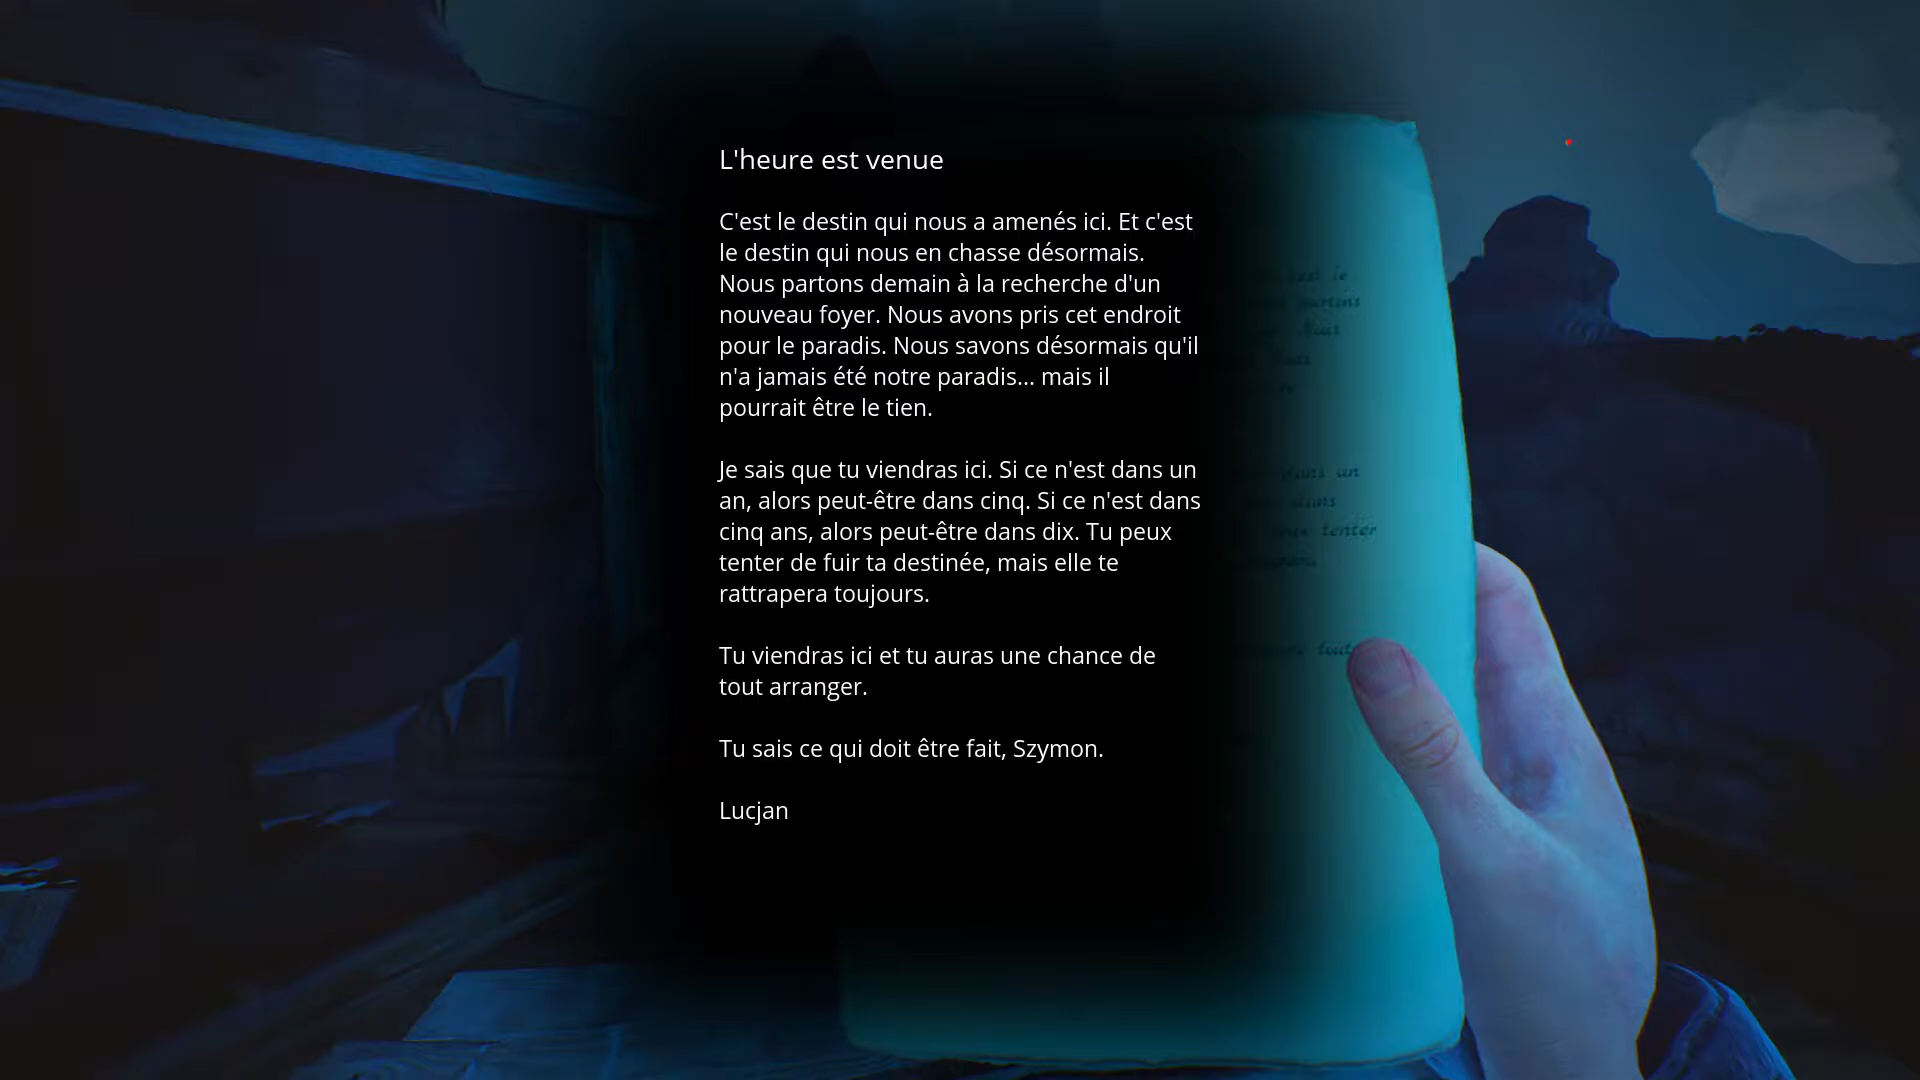 L'heure est venue
C'est le destin qui nous a amenés ici. Et c'est
le destin qui nous en chasse désormais.
Nous partons demain à la recherche d'un
nouveau foyer. Nous avons pris cet endroit
pour le paradis. Nous savons désormais qu'il
n'a jamais été notre paradis... mais il
pourrait être le tien.
Je sais que tu viendras ici. Si ce n'est dans un
an, alors peut-être dans cinq. Si ce n'est dans
cinq ans, alors peut-être dans dix. Tu peux
tenter de fuir ta destinée, mais elle te
rattrapera toujours.
Tu viendras ici et tu auras une chance de
tout arranger.
Tu sais ce qui doit être fait, Szymon.
Lucjan
dans un
tenter